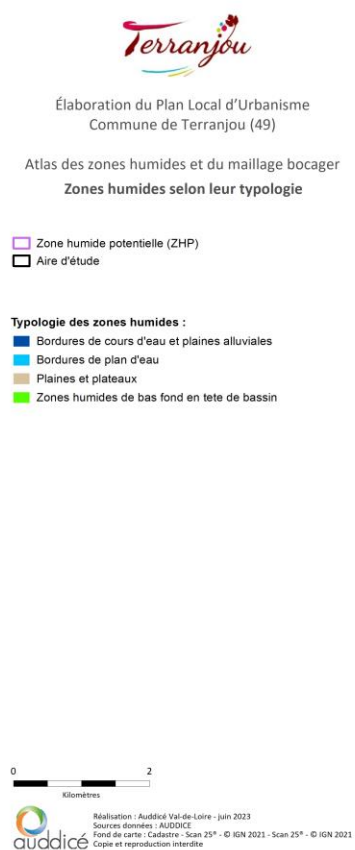 Terranjou
Élaboration du Plan Local d'Urbanisme
Commune de Terranjou (49)
Atlas des zones humides et du maillage bocager
Zones humides selon leur typologie
Zone humide potentielle (ZHP)
Aire d'étude
Typologie des zones humides :
Bordures de cours d'eau et plaines alluviales
Bordures de plan d'eau
Plaines et plateaux
Zones humides de bas fond en tete de bassin
0 2
Kilomètres
auddicé
Réalisation : Auddicé Val-de-Loire - juin 2023
Sources données : AUDDICE
Fond de carte : Cadastre - Scan 25® - © IGN 2021 - Scan 25® - © IGN 2021
Copie et reproduction interdite